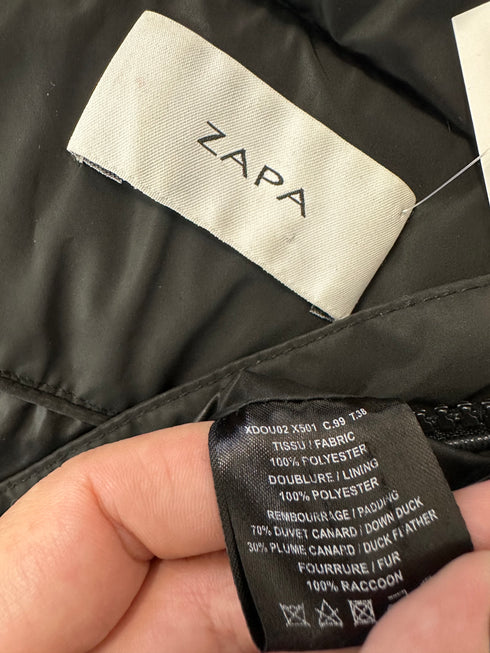 ZAPA
XDOU02 X501 C.99 T.38
TISSU / FABRIC
100% POLYESTER
DOUBLURE / LINING
100% POLYESTER
REMBOURRAGE / PADDING
70% DUVET CANARD / DOWN DUCK
30% PLUME CANARD / DUCK FEATHER
FOURRURE / FUR
100% RACCOON